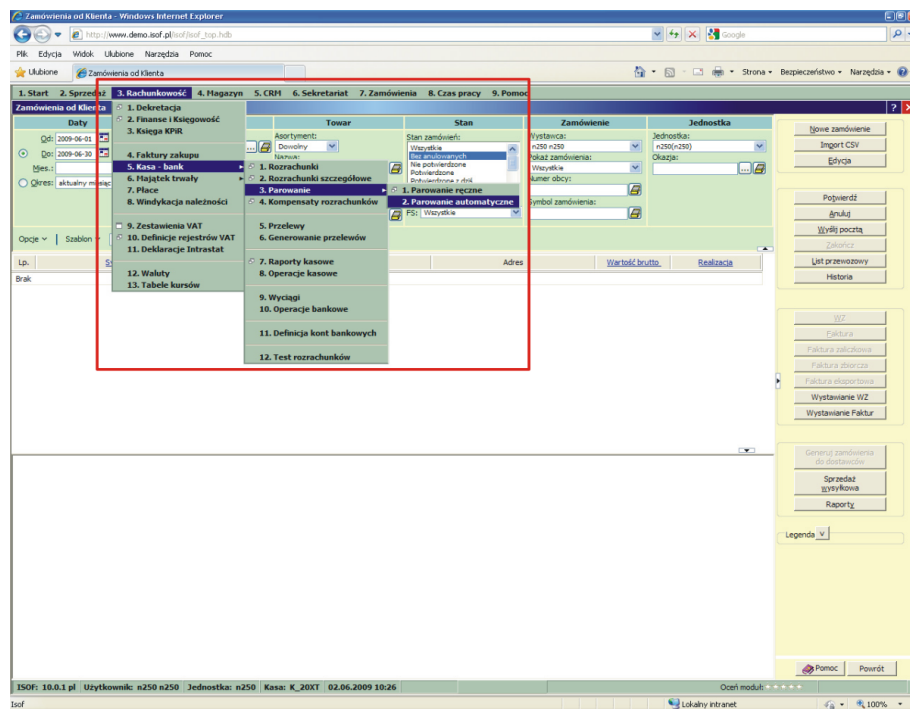 Zamówienia od Klienta - Windows Internet Explorer
http://www.demo.isof.pl/isof/isof_top.hdb
Google
Plik Edycja Widok Ulubione Narzędzia Pomoc
Ulubione Zamówienia od Klienta
Strona Bezpieczeństwo Narzędzia
1. Start 2. Sprzedaż 3. Rachunkowość 4. Magazyn 5. CRM 6. Sekretariat 7. Zamówienia 8. Czas pracy 9. Pomoc
Zamówienia od Klienta
? X
Daty Towar Stan Zamówienie Jednostka
Od: 2009-06-01
Do: 2009-06-30
Mies.:
Okres: aktualny miesiąc
1. Dekretacja
2. Finanse i Księgowość
3. Księga KPiR
4. Faktury zakupu
5. Kasa - bank
6. Majątek trwały
7. Płace
8. Windykacja należności
9. Zestawienia VAT
10. Definicje rejestrów VAT
11. Deklaracje Intrastat
12. Waluty
13. Tabele kursów
Asortyment:
Dowolny
Nazwa:
1. Rozrachunki
2. Rozrachunki szczegółowe
3. Parowanie
4. Kompensaty rozrachunków
5. Przelewy
6. Generowanie przelewów
7. Raporty kasowe
8. Operacje kasowe
9. Wyciągi
10. Operacje bankowe
11. Definicja kont bankowych
12. Test rozrachunków
Stan zamówień:
Wszystkie
Bez anulowanych
Nie potwierdzone
Potwierdzone
Potwierdzone z dziś
1. Parowanie ręczne
2. Parowanie automatyczne
FS: Wszystkie
Wystawca:
n250 n250
Pokaż zamówienia:
Wszystkie
Numer obcy:
Symbol zamówienia:
Jednostka:
n250(n250)
Okazja:
Opcje Szablon
Lp. Adres Wartość brutto Realizacja
Brak
Nowe zamówienie
Import CSV
Edycja
Potwierdź
Anuluj
Wyślij pocztą
Zakończ
List przewozowy
Historia
WZ
Faktura
Faktura zaliczkowa
Faktura zbiorcza
Faktura eksportowa
Wystawianie WZ
Wystawianie Faktur
Generuj zamówienia
do dostawców
Sprzedaż
wysyłkowa
Raporty
Legenda V
Pomoc Powrót
ISOF: 10.0.1 pl Użytkownik: n250 n250 Jednostka: n250 Kasa: K_20XT 02.06.2009 10:26 Oceń moduł:
Isof Lokalny intranet 100%